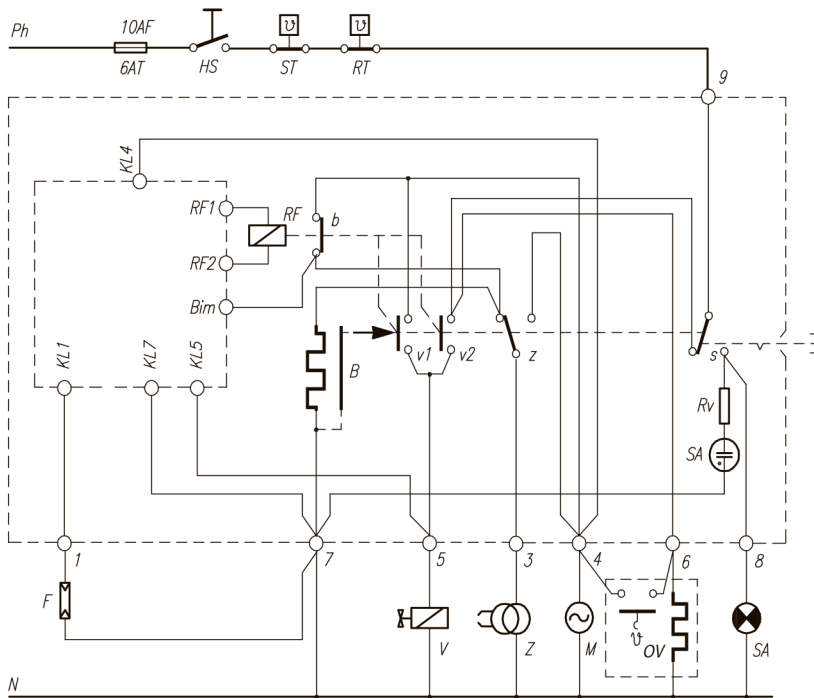 Ph
10AF
6AT
HS
ϑ
ST
ϑ
RT
9
KL4
RF1
RF
b
RF2
Bim
KL1
KL7
KL5
B
v1
v2
z
s
Rv
SA
1
7
5
3
4
6
8
F
V
Z
M
ϑ
OV
SA
N